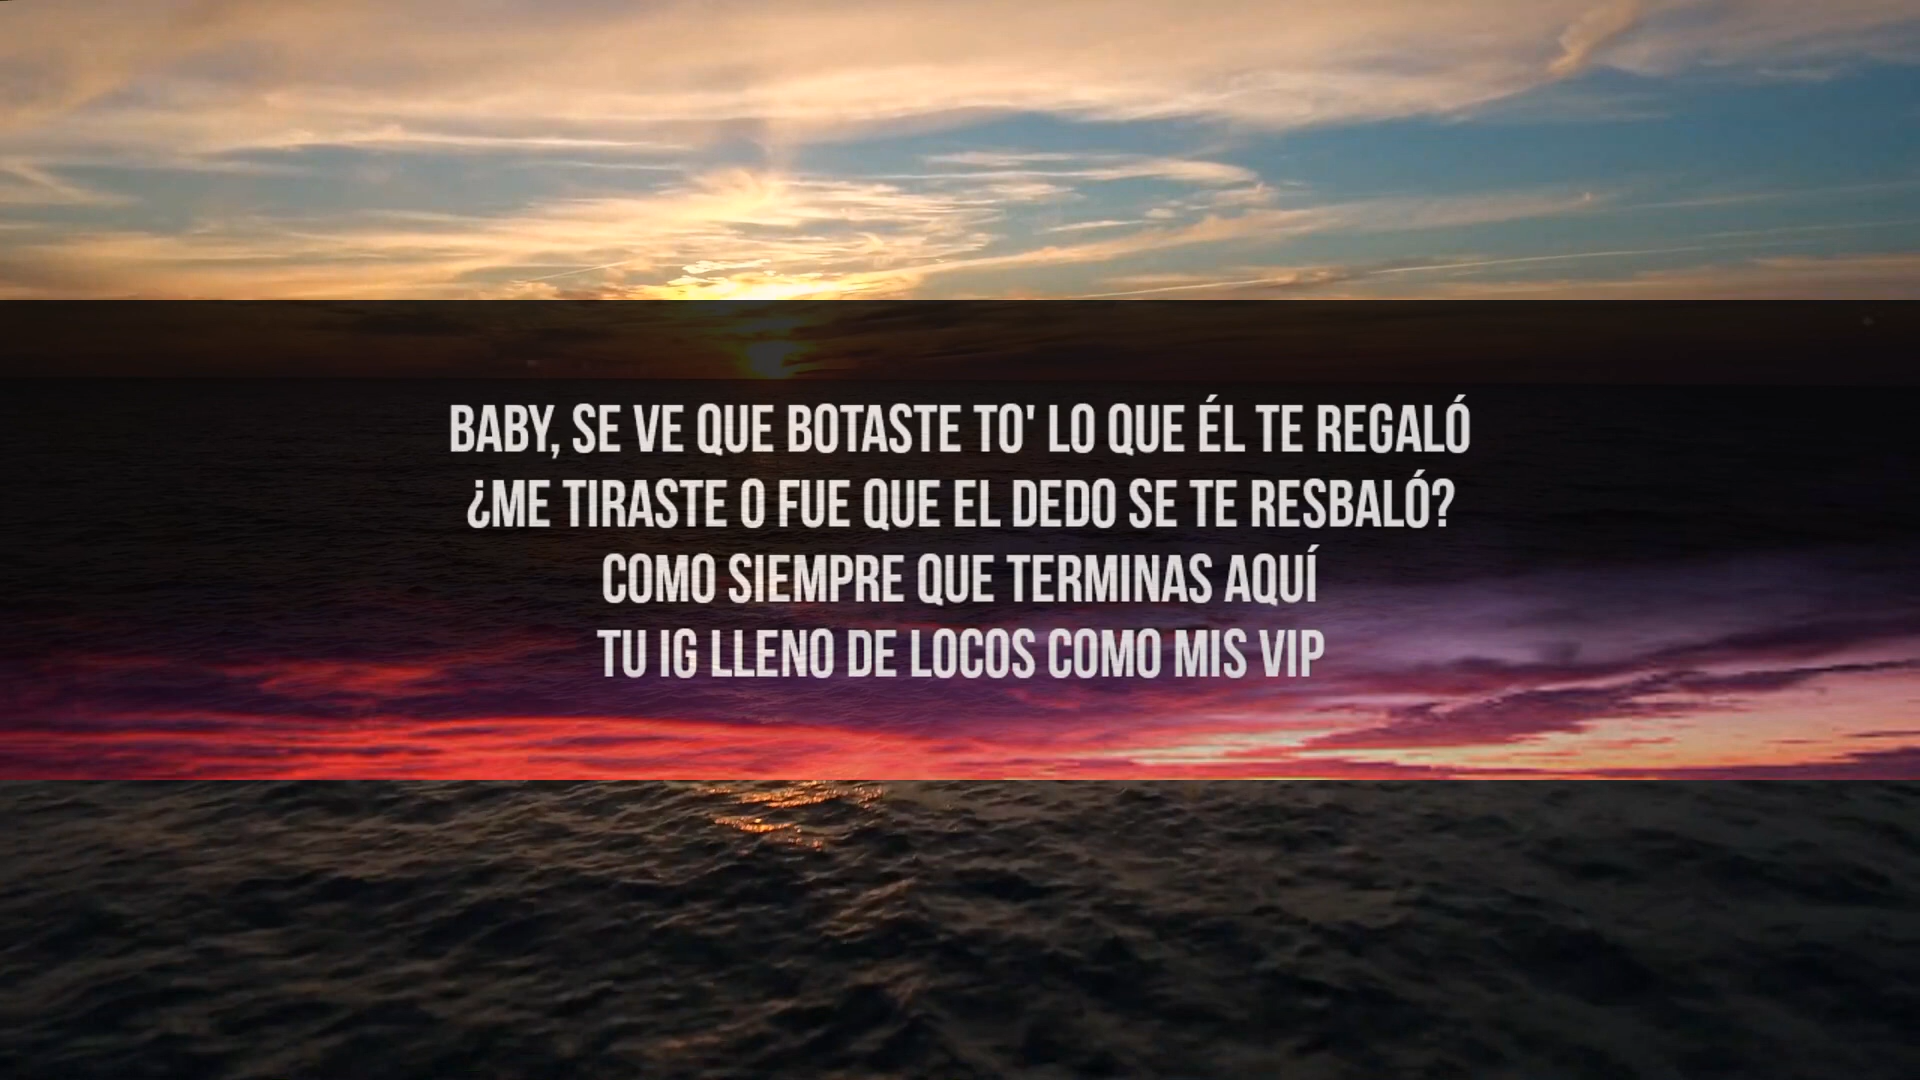 BABY, SE VE QUE BOTASTE TO' LO QUE ÉL TE REGALÓ
¿ME TIRASTE O FUE QUE EL DEDO SE TE RESBALÓ?
COMO SIEMPRE QUE TERMINAS AQUÍ
TU IG LLENO DE LOCOS COMO MIS VIP